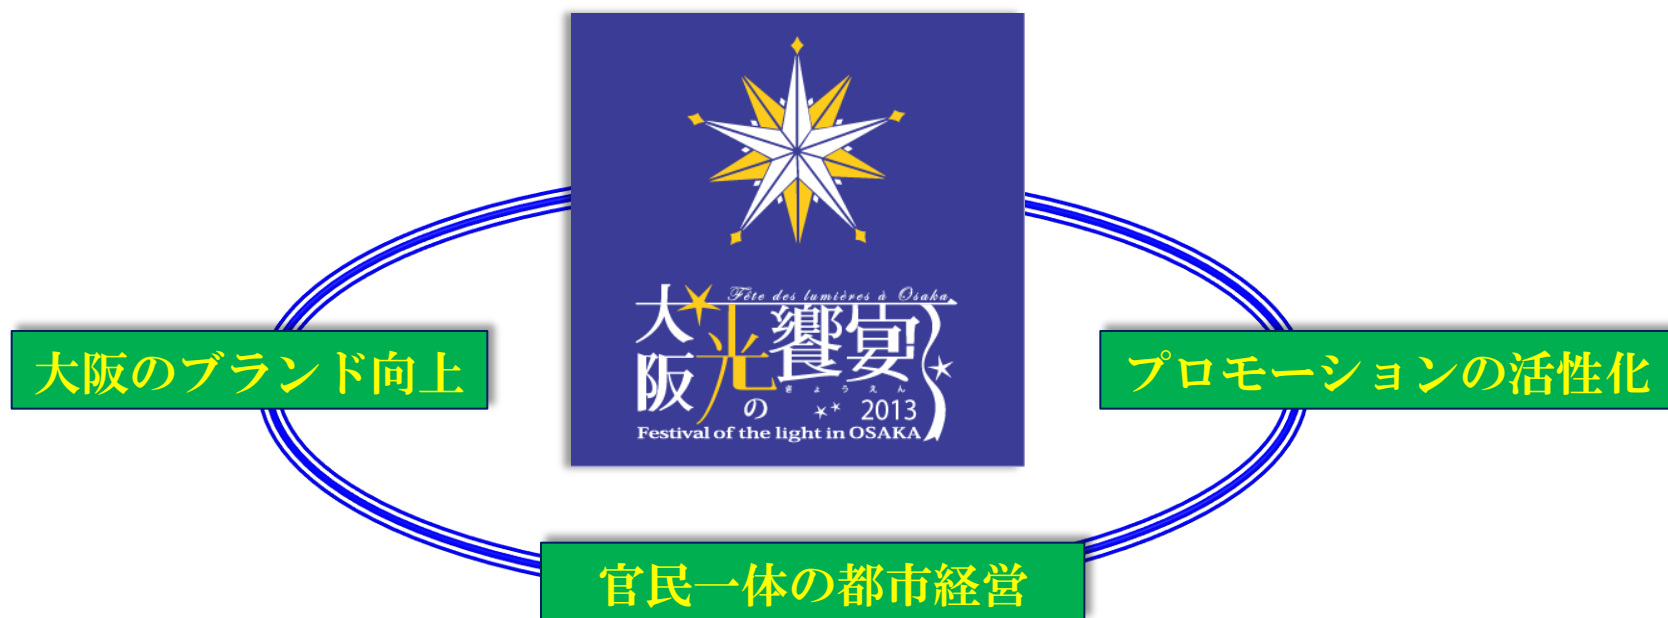 Fête des lumières à Osaka
大阪光の饗宴
きょうえん
2013
Festival of the light in OSAKA
大阪のブランド向上
プロモーションの活性化
官民一体の都市経営